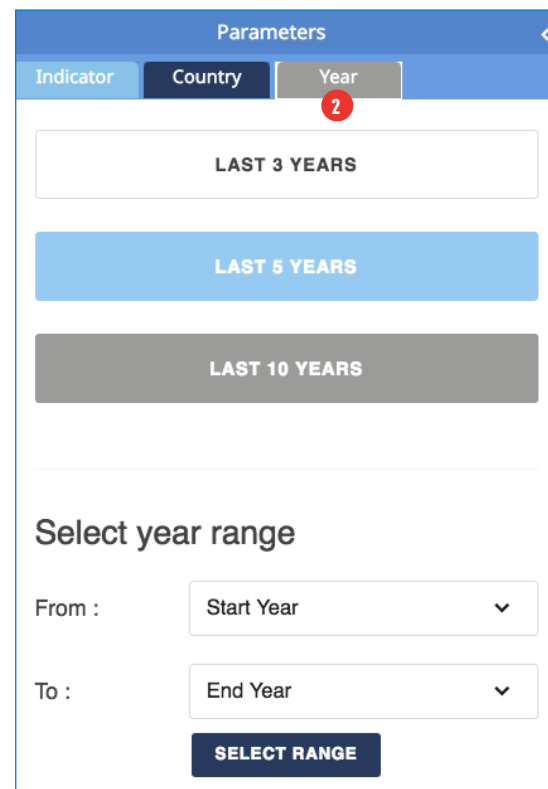 Parameters
Indicator Country Year
2
LAST 3 YEARS
LAST 5 YEARS
LAST 10 YEARS
Select year range
From : Start Year
To : End Year
SELECT RANGE